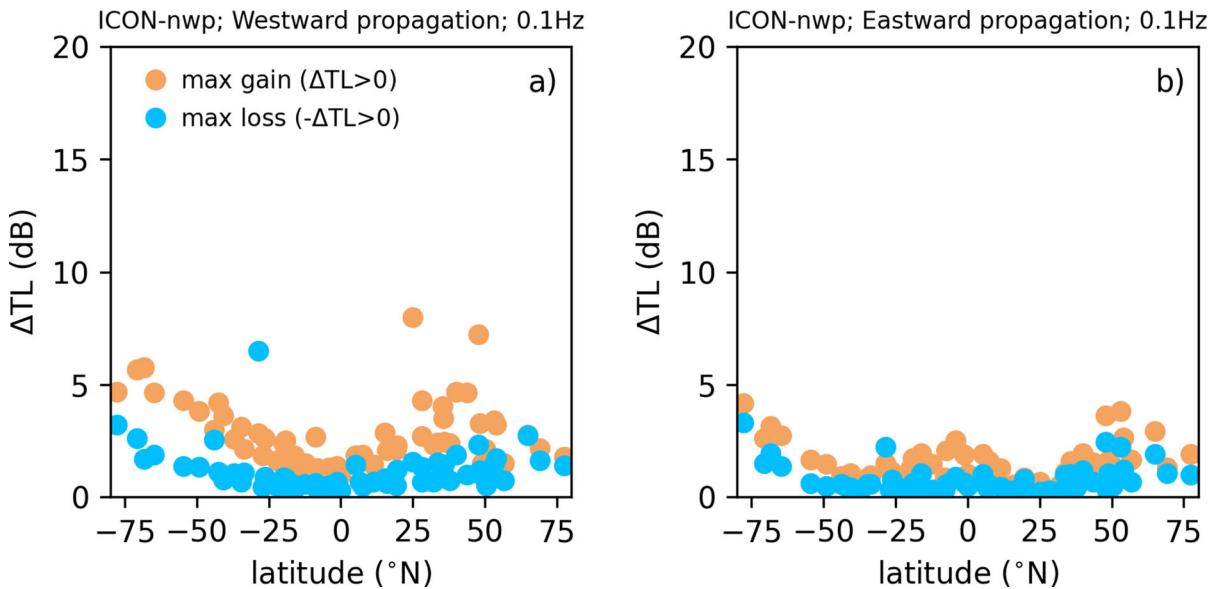 ICON-nwp; Westward propagation; 0.1Hz
20
15
10
5
0
ΔTL (dB)
max gain (ΔTL>0)
max loss (-ΔTL>0)
a)
−75 −50 −25 0 25 50 75
latitude (°N)
ICON-nwp; Eastward propagation; 0.1Hz
20
15
10
5
0
ΔTL (dB)
b)
−75 −50 −25 0 25 50 75
latitude (°N)